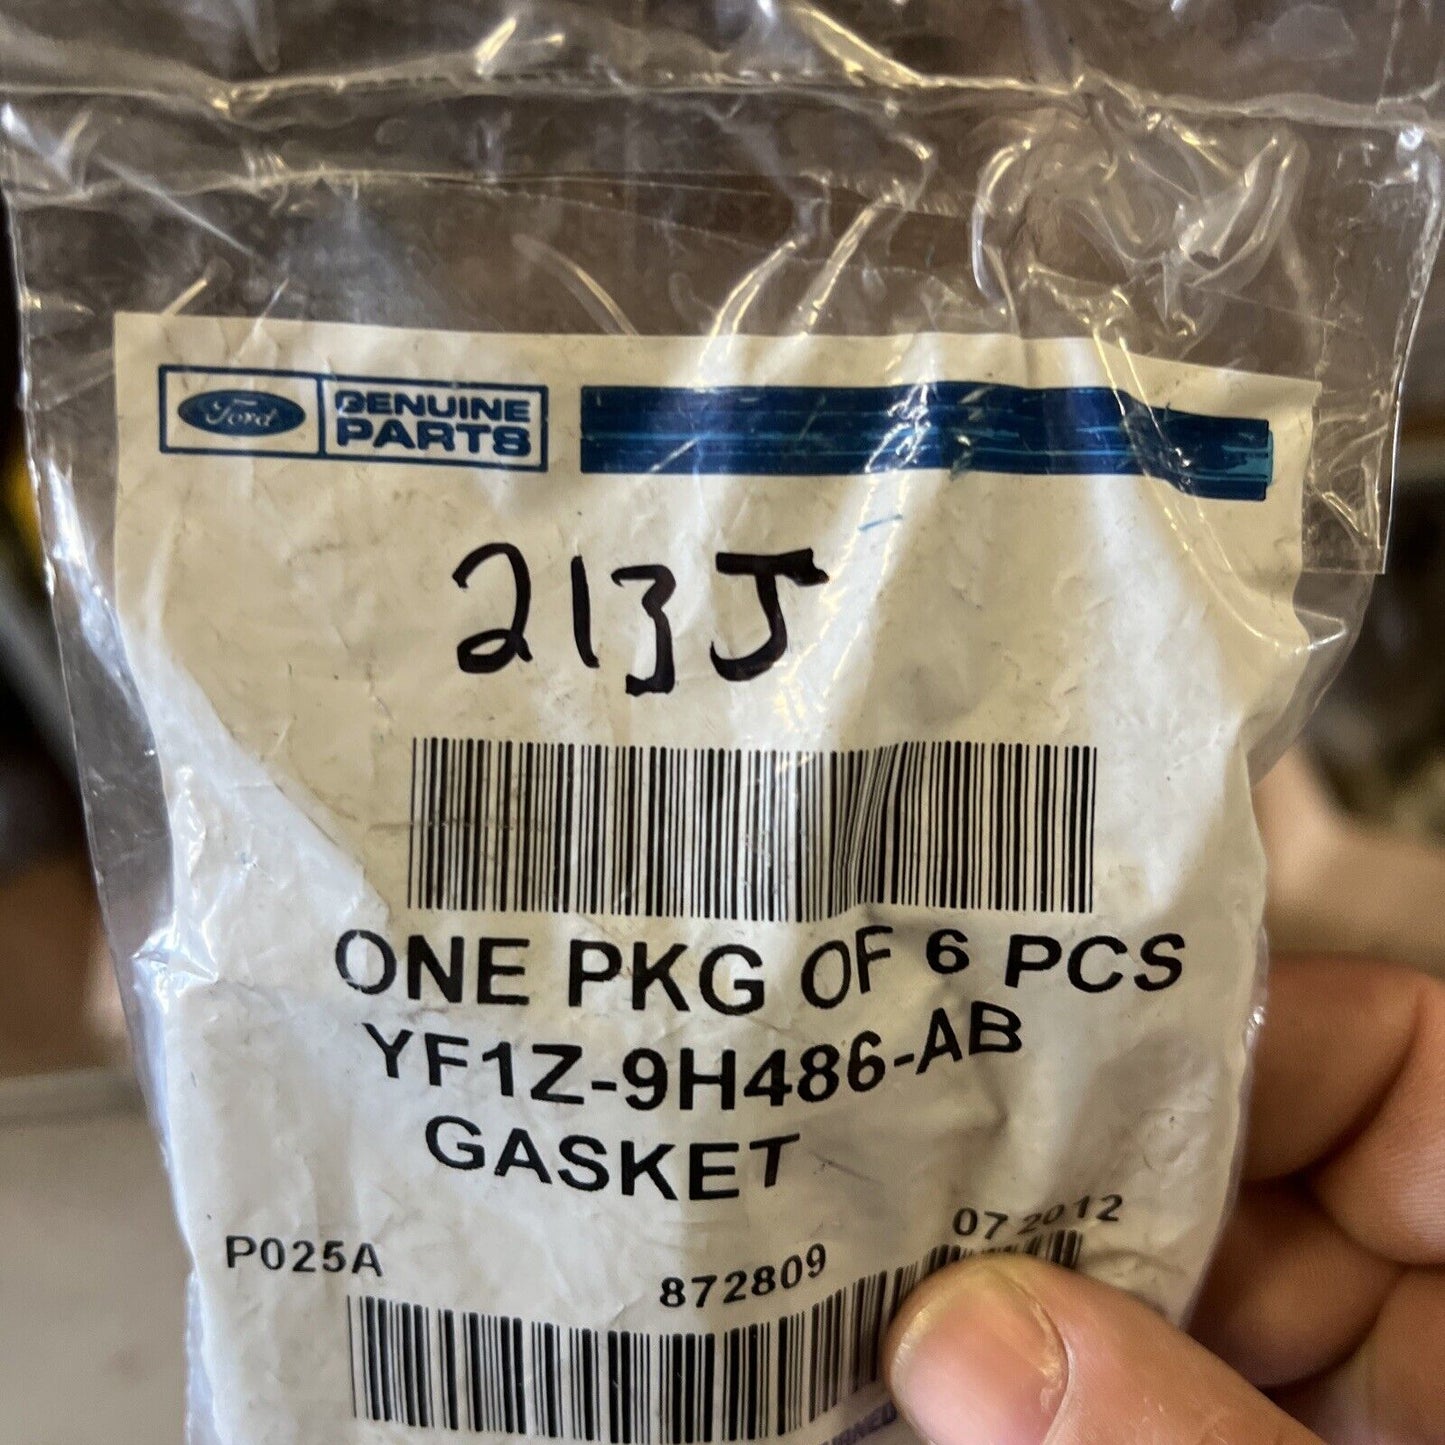 Ford GENUINE
PARTS
213J
ONE PKG OF 6 PCS
YF1Z-9H486-AB
GASKET
P025A 872809 07 2012